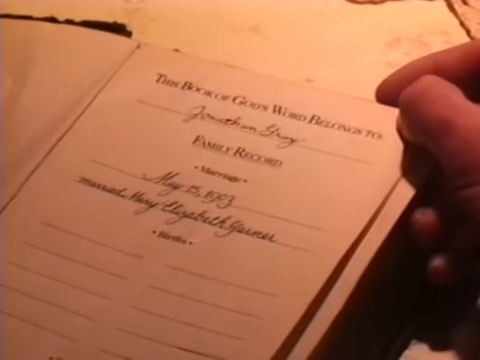 THIS BOOK OF GOD'S WORD BELONGS TO:
Jonathan Gray
FAMILY RECORD
• Marriage •
May 15, 1903
married Mary Elizabeth Garner
• Births •